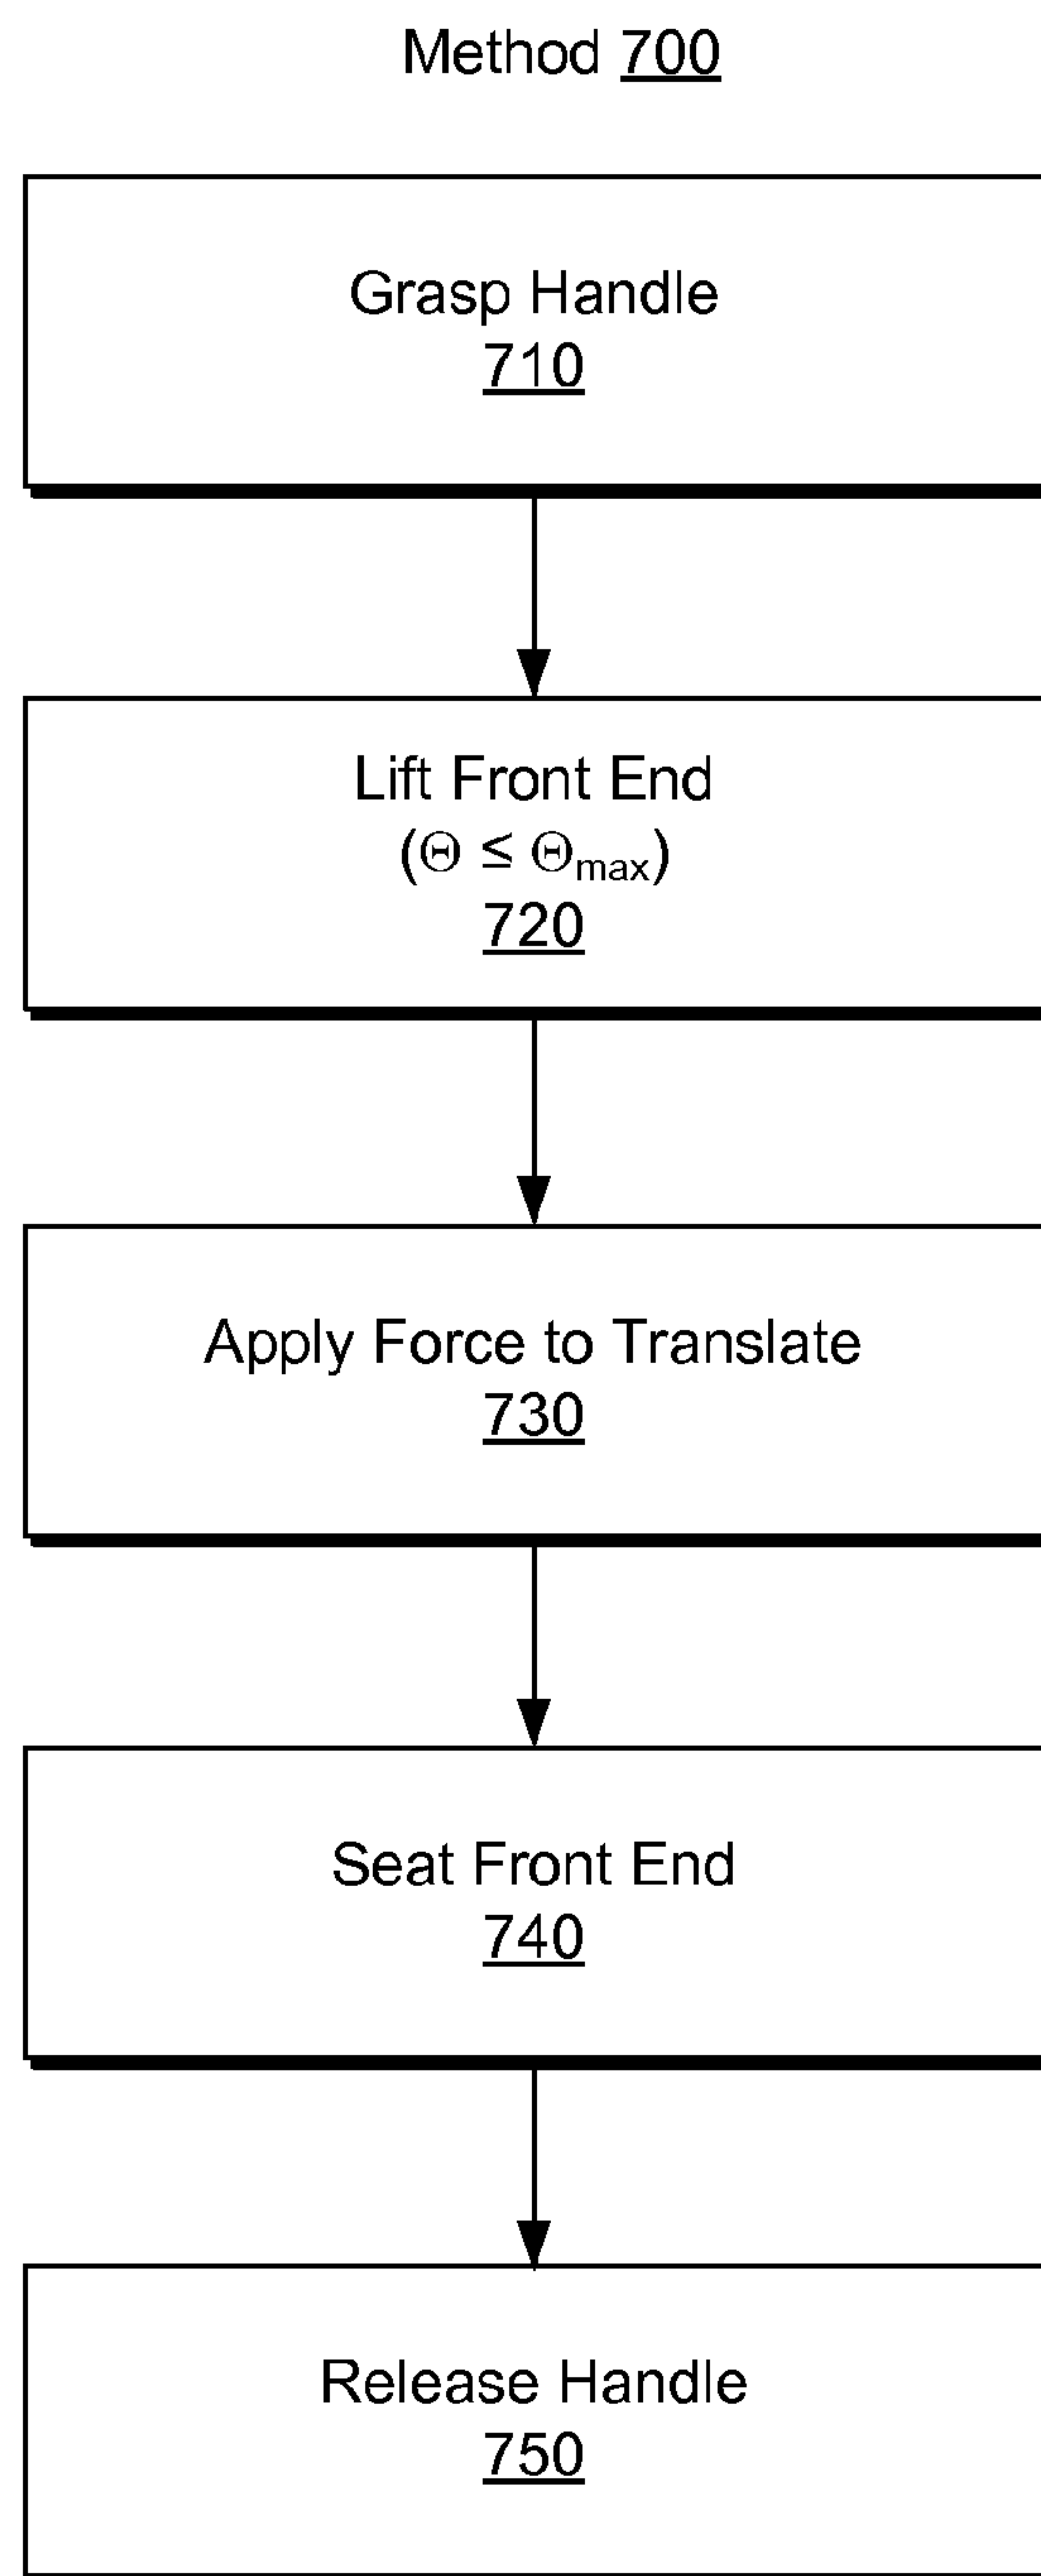 Method 700
Grasp Handle
710
Lift Front End
(Θ ≤ Θmax)
720
Apply Force to Translate
730
Seat Front End
740
Release Handle
750